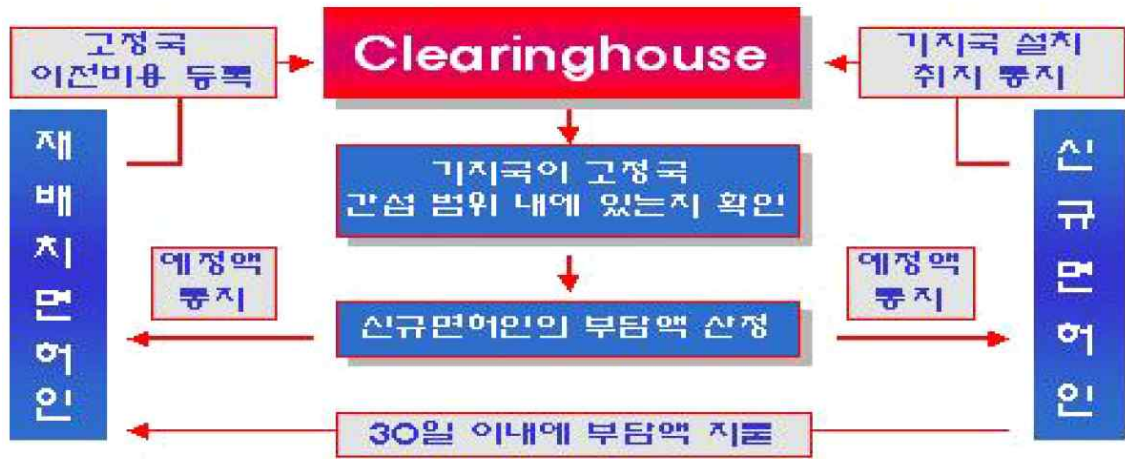 고정국
이전비용 등록
Clearinghouse
기지국 설치
취지 통지
재배치면허인
신규면허인
기지국이 고정국
간섭 범위 내에 있는지 확인
예정액
통지
예정액
통지
신규면허인의 부담액 산정
30일 이내에 부담액 지불